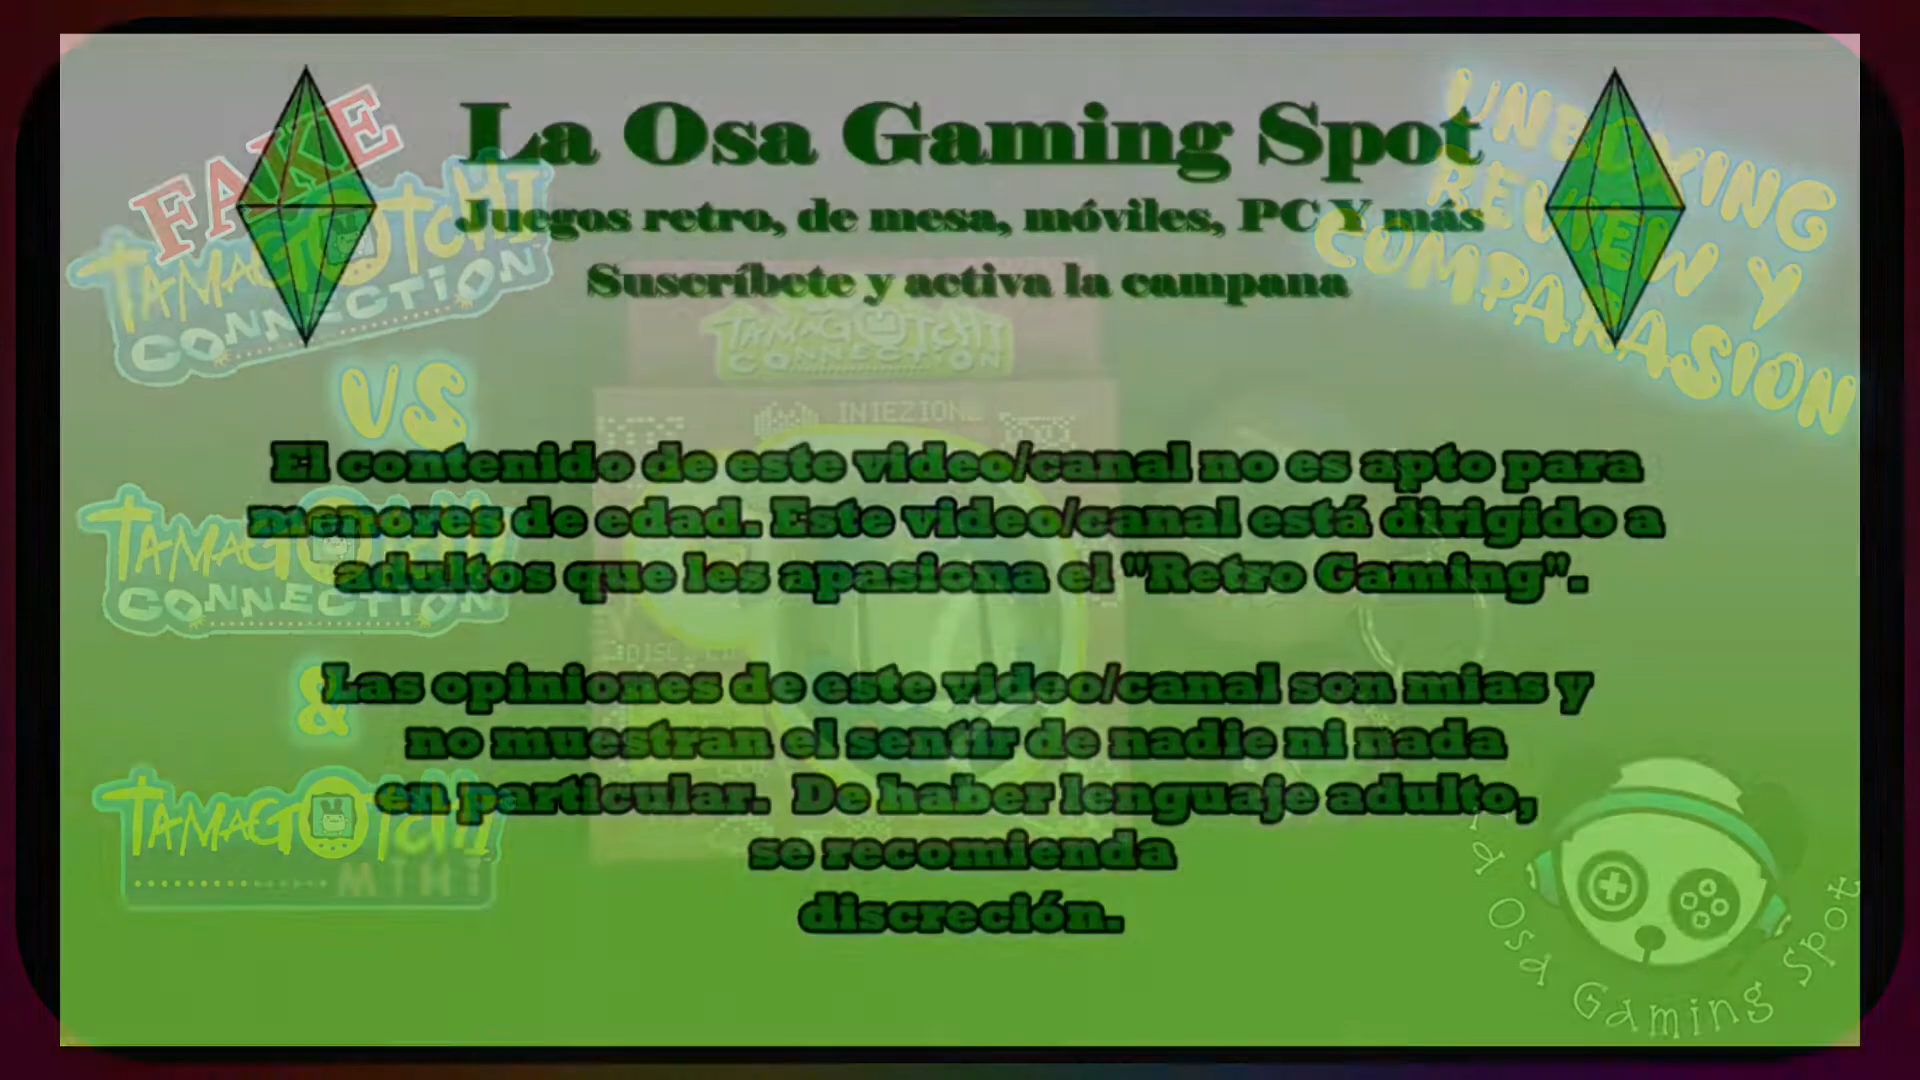 La Osa Gaming Spot
Juegos retro, de mesa, móviles, PC Y más
Suscríbete y activa la campana
FAKE
TAMAGOTCHI
CONNECTION
VS
TAMAGOTCHI
CONNECTION
&
TAMAGOTCHI
MINI
UNBOXING
REVIEW Y
COMPARASION
TAMAGOTCHI
CONNECTION
El contenido de este video/canal no es apto para
menores de edad. Este video/canal está dirigido a
adultos que les apasiona el "Retro Gaming".
Las opiniones de este video/canal son mias y
no muestran el sentir de nadie ni nada
en particular. De haber lenguaje adulto,
se recomienda
discreción.
La Osa Gaming Spot